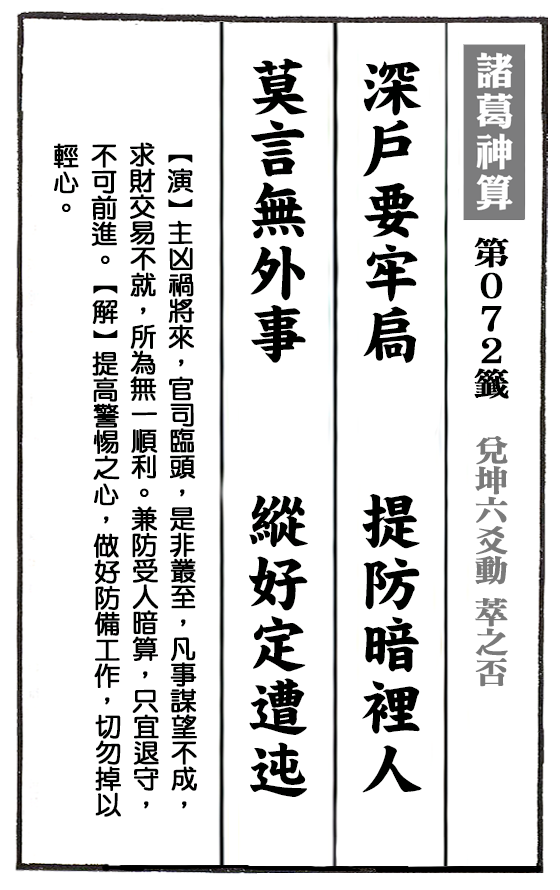 諸葛神算 第072籤 兌坤六爻動 萃之否
深戶要牢扃 提防暗裡人
莫言無外事 縱好定遭迍
【演】主凶禍將來，官司臨頭，是非叢至，凡事謀望不成，
求財交易不就，所為無一順利。兼防受人暗算，只宜退守，
不可前進。【解】提高警惕之心，做好防備工作，切勿掉以
輕心。